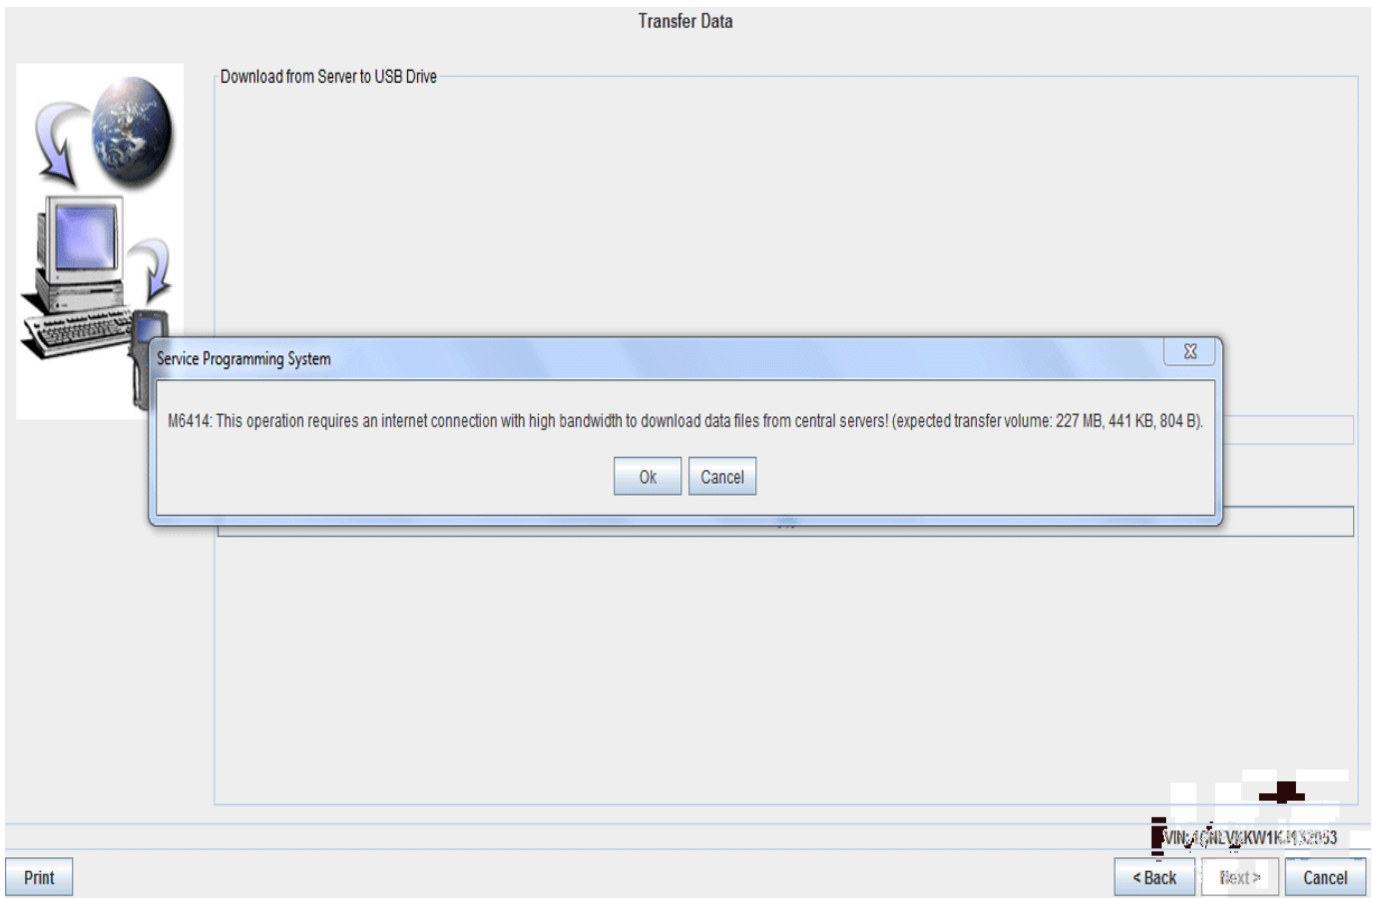 Transfer Data
Download from Server to USB Drive
Service Programming System
M6414: This operation requires an internet connection with high bandwidth to download data files from central servers! (expected transfer volume: 227 MB, 441 KB, 804 B).
Ok Cancel
VIN:
Print < Back Next > Cancel